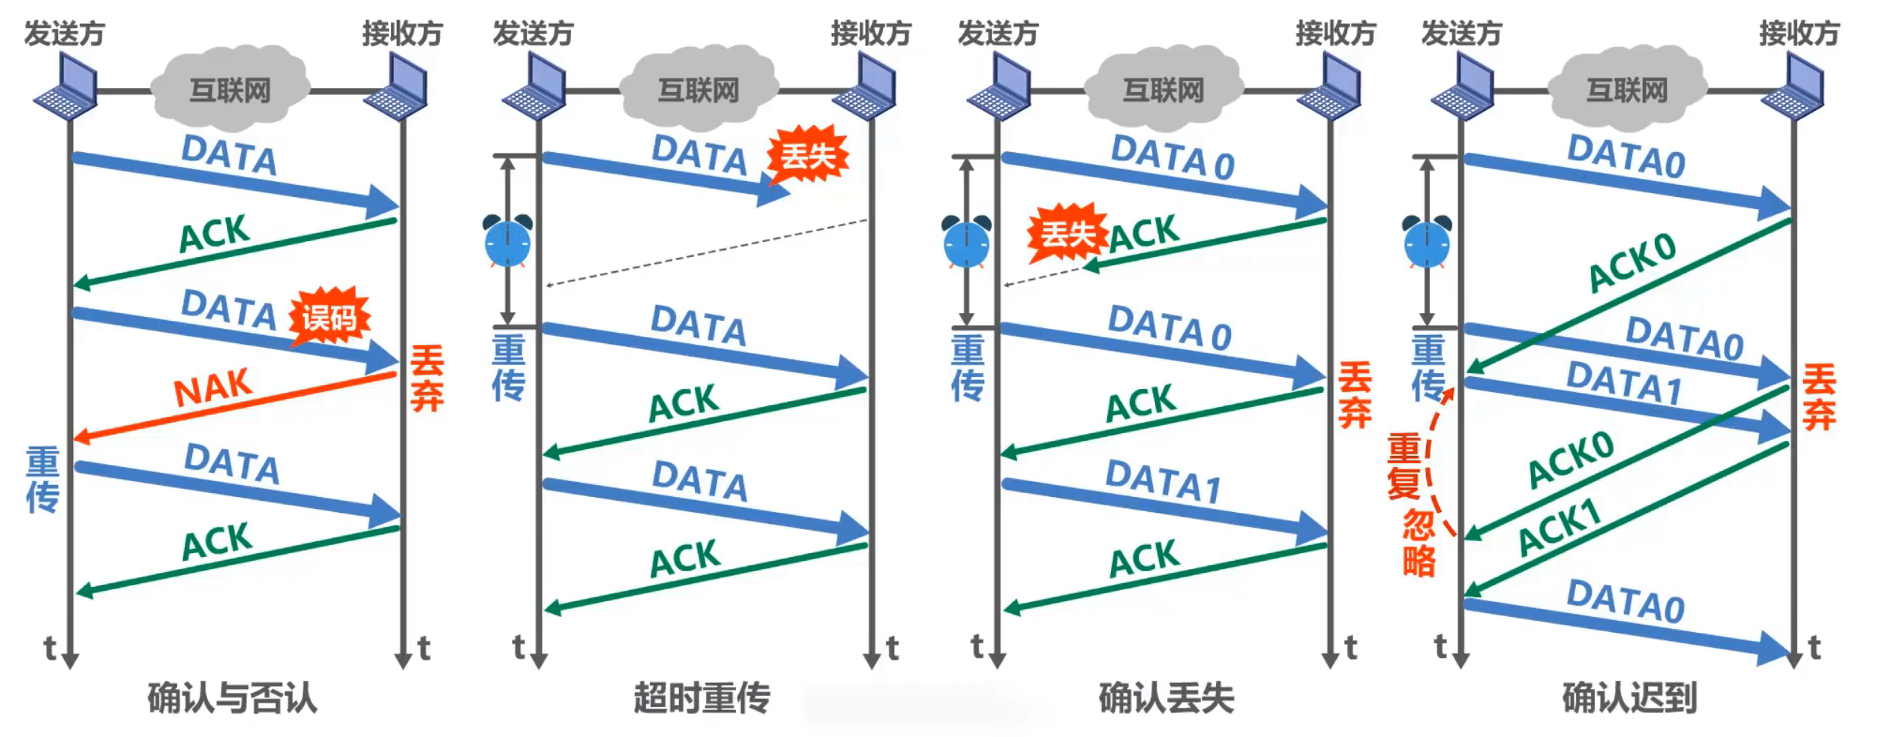 发送方
接收方
互联网
DATA
ACK
DATA
误码
丢弃
NAK
重传
DATA
ACK
t
t
确认与否认
发送方
接收方
互联网
DATA
丢失
重传
DATA
ACK
DATA
ACK
t
t
超时重传
发送方
接收方
互联网
DATA 0
丢失
ACK
重传
DATA 0
丢弃
ACK
DATA1
ACK
t
t
确认丢失
发送方
接收方
互联网
DATA0
ACK0
重传
DATA0
DATA1
丢弃
重复
忽略
ACK0
ACK1
DATA0
t
t
确认迟到